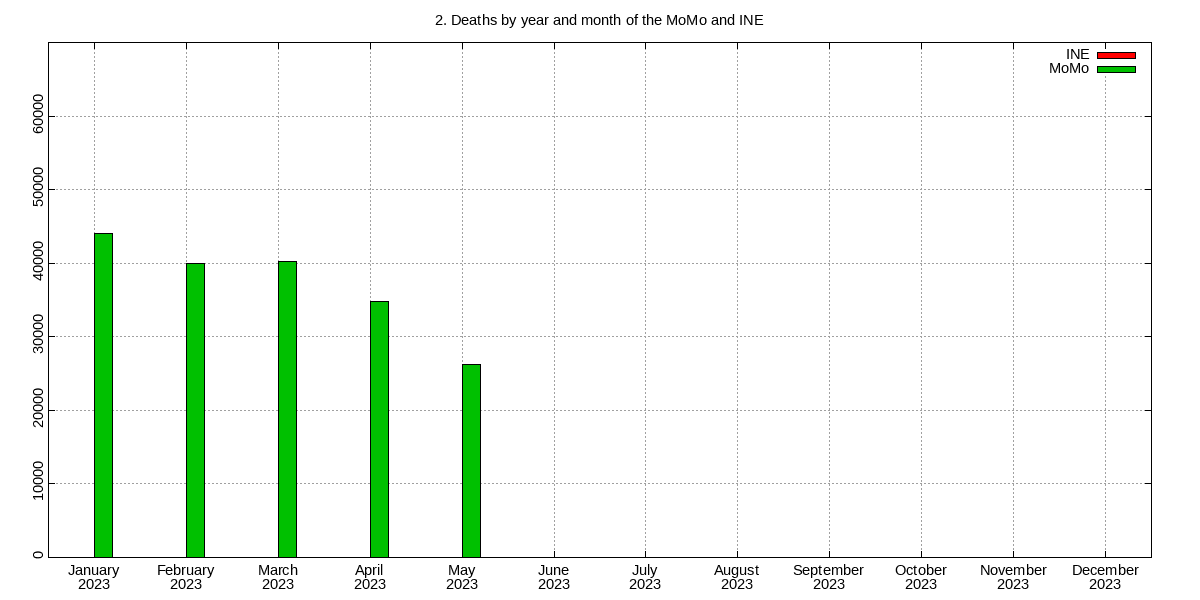 2. Deaths by year and month of the MoMo and INE
INE
MoMo
60000
50000
40000
30000
20000
10000
0
January February March April May June July August September October November December
2023 2023 2023 2023 2023 2023 2023 2023 2023 2023 2023 2023